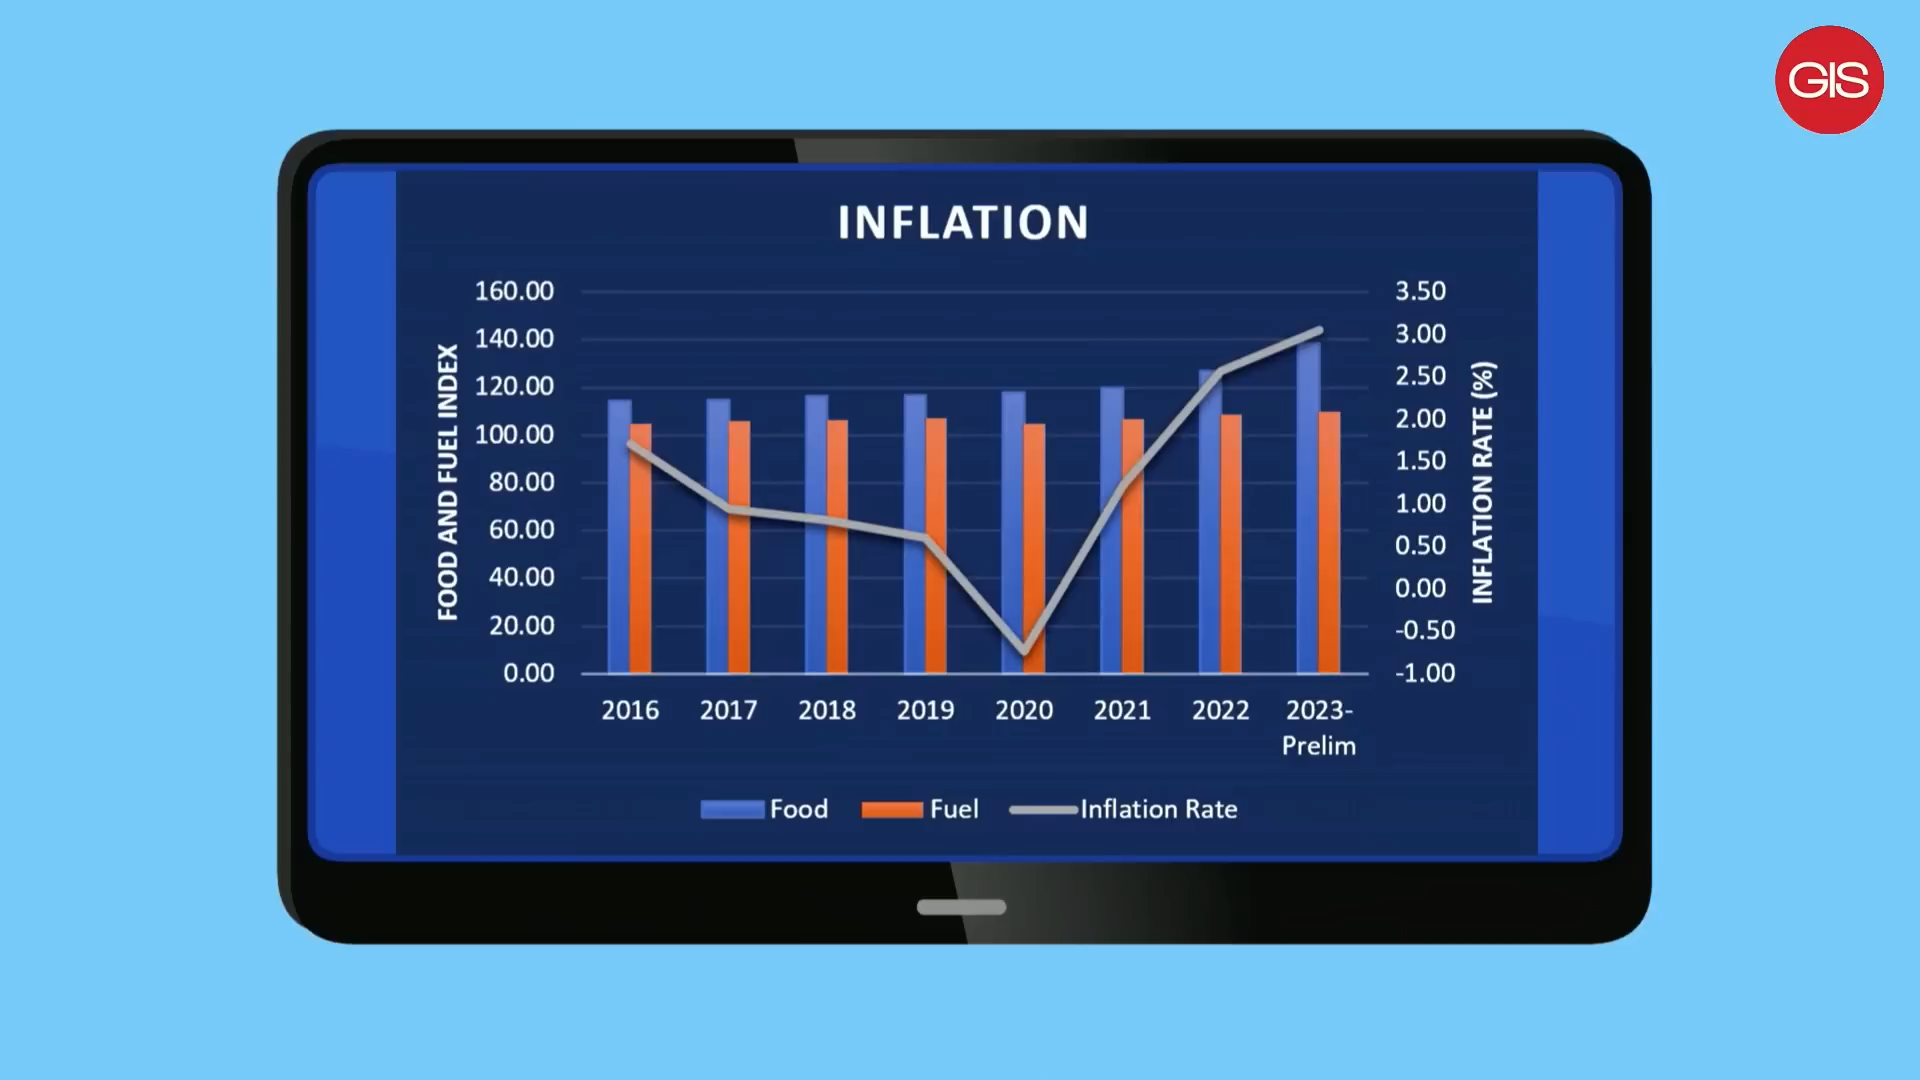 GIS
INFLATION
FOOD AND FUEL INDEX
160.00
140.00
120.00
100.00
80.00
60.00
40.00
20.00
0.00
3.50
3.00
2.50
2.00
1.50
1.00
0.50
0.00
-0.50
-1.00
INFLATION RATE (%)
2016 2017 2018 2019 2020 2021 2022 2023-
Prelim
Food Fuel Inflation Rate